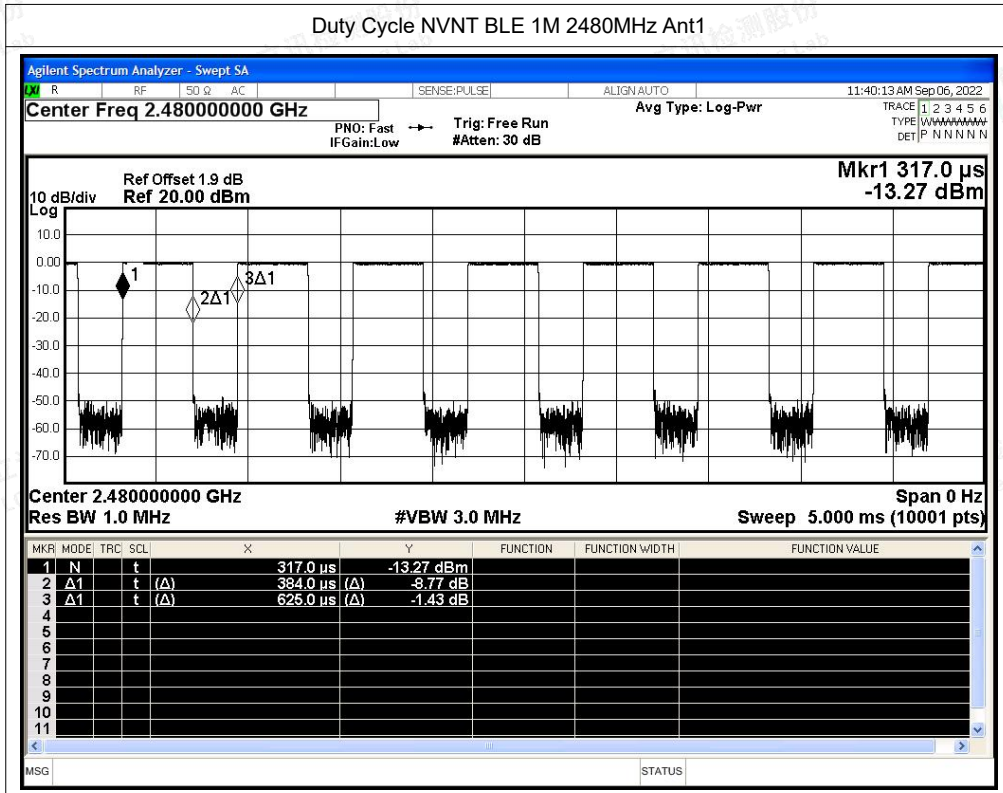 Duty Cycle NVNT BLE 1M 2480MHz Ant1
Agilent Spectrum Analyzer - Swept SA
LXI R RF 50 Ω AC SENSE:PULSE ALIGN AUTO 11:40:13 AM Sep 06, 2022
Center Freq 2.480000000 GHz Avg Type: Log-Pwr TRACE 1 2 3 4 5 6
PNO: Fast Trig: Free Run TYPE WWWWWW
IFGain:Low #Atten: 30 dB DET P N N N N N
Mkr1 317.0 µs
Ref Offset 1.9 dB
10 dB/div Ref 20.00 dBm -13.27 dBm
Log
10.0
0.00
-10.0
-20.0
-30.0
-40.0
-50.0
-60.0
-70.0
1
2Δ1
3Δ1
Center 2.480000000 GHz Span 0 Hz
Res BW 1.0 MHz #VBW 3.0 MHz Sweep 5.000 ms (10001 pts)
MKR MODE TRC SCL X Y FUNCTION FUNCTION WIDTH FUNCTION VALUE
1 N t 317.0 µs -13.27 dBm
2 Δ1 t (Δ) 384.0 µs (Δ) -8.77 dB
3 Δ1 t (Δ) 625.0 µs (Δ) -1.43 dB
4
5
6
7
8
9
10
11
MSG STATUS